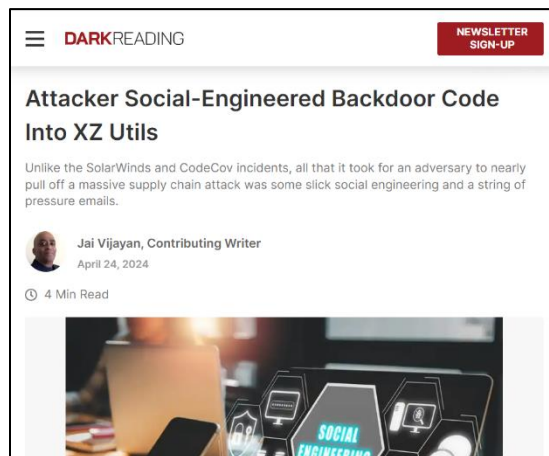 DARKREADING
NEWSLETTER
SIGN-UP
Attacker Social-Engineered Backdoor Code
Into XZ Utils
Unlike the SolarWinds and CodeCov incidents, all that it took for an adversary to nearly
pull off a massive supply chain attack was some slick social engineering and a string of
pressure emails.
Jai Vijayan, Contributing Writer
April 24, 2024
4 Min Read
SOCIAL
ENGINEERING